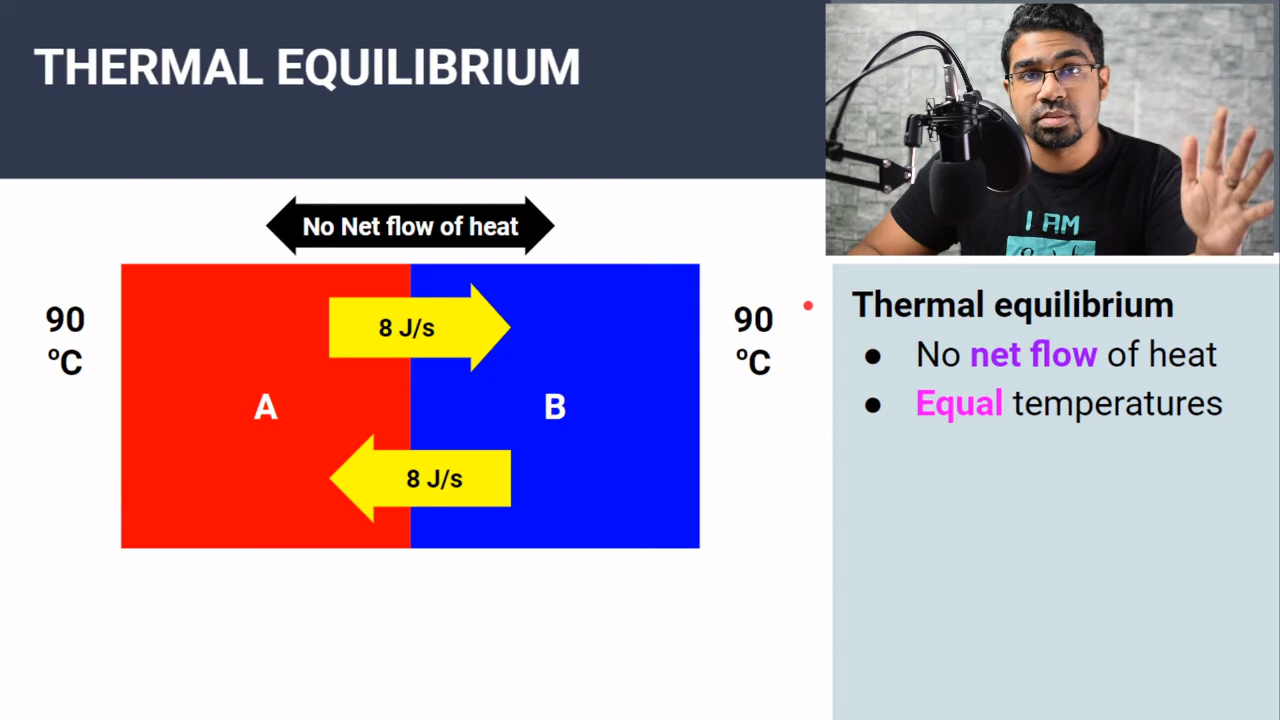 THERMAL EQUILIBRIUM
I AM
No Net flow of heat
90
ºC
8 J/s
A
B
8 J/s
90
ºC
Thermal equilibrium
● No net flow of heat
● Equal temperatures